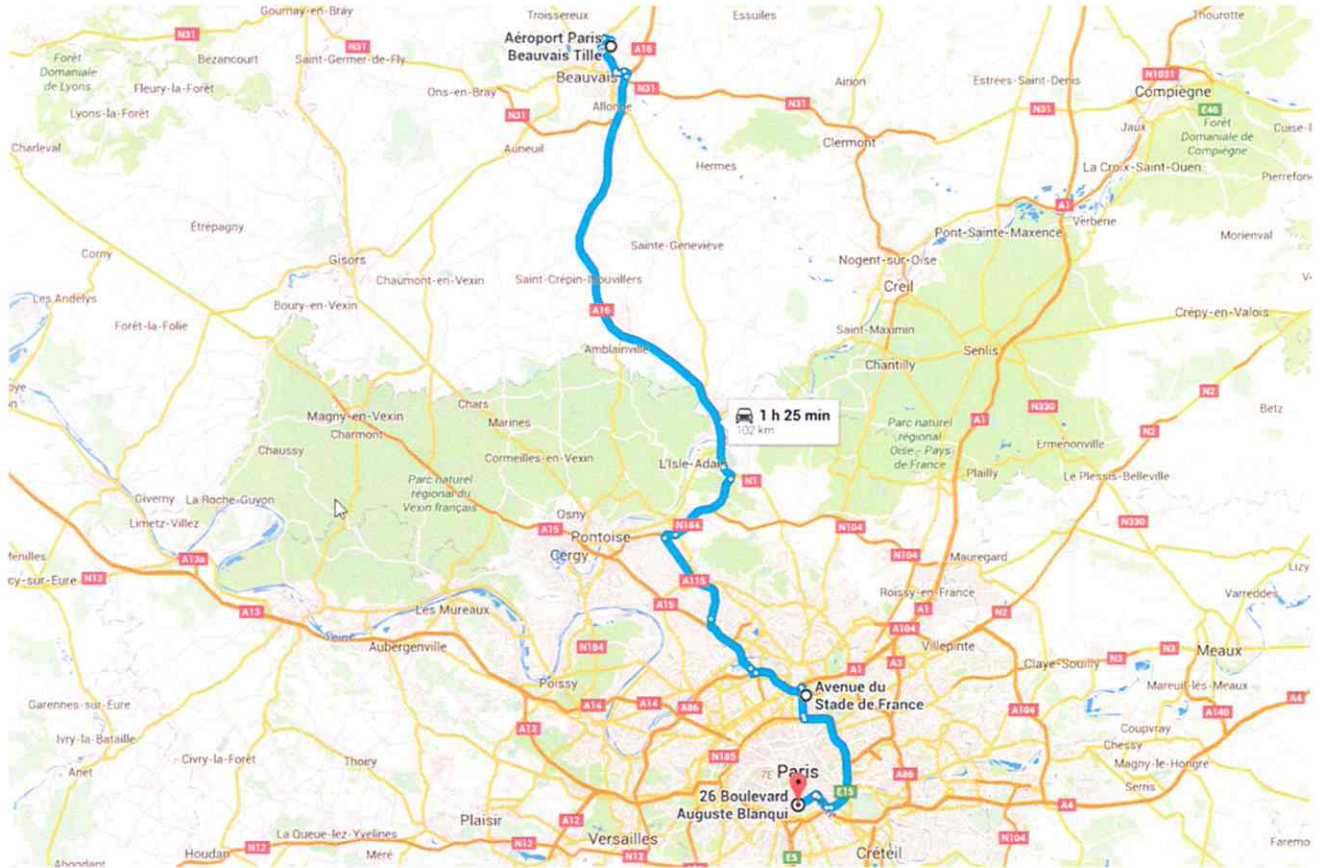 Gournay-en-Bray
Troissereux
Essuiles
Thourotte
N31
Aéroport Paris
Beauvais Tille
A16
Forêt
Domaniale
de Lyons
Bézancourt
N31
Saint-Germer-de-Fly
Beauvais
N1031
Compiègne
Fleury-la-Forêt
Ons-en-Bray
N31
Airion
Estrées-Saint-Denis
Lyons-la-Forêt
N31
Allonne
N31
N31
E46
Forêt
Domaniale de
Compiègne
Jaux
Charleval
Auneuil
Hermes
Clermont
La Croix-Saint-Ouen
A1
Verberie
Étrépagny
Sainte-Geneviève
Pont-Sainte-Maxence
Morienval
Corny
Gisors
Nogent-sur-Oise
Chaumont-en-Vexin
Saint-Crépin-Ibouvillers
Creil
Les Andelys
Boury-en-Vexin
A16
Crépy-en-Valois
Forêt-la-Folie
Saint-Maximin
Amblainville
Chantilly
Senlis
N2
Magny-en-Vexin
Chars
1 h 25 min
102 km
A1
N330
Betz
Charmont
Marines
Parc naturel
régional
Oise - Pays
de France
N2
Chaussy
Cormeilles-en-Vexin
L'Isle-Adam
Ermenonville
Parc naturel
régional du
Vexin français
N1
Plailly
Le Plessis-Belleville
Giverny
La Roche-Guyon
Osny
Limetz-Villez
A15
Pontoise
N184
N104
N330
Cergy
N104
Mauregard
A13a
N13
A115
Roissy-en-France
Les Mureaux
A15
A1
N2
Varreddes
A13
Seine
A104
Aubergenville
N184
A1
A3
Villepinte
N3
N3
Meaux
Claye-Souilly
Poissy
Avenue du
Stade de France
Mareuil-lès-Meaux
A4
Garennes-sur-Eure
A14
A14
A86
A104
A140
A13
Coupvray
Ivry-la-Bataille
Civry-la-Forêt
Thoiry
N185
Chessy
Anet
7E
Paris
A86
Magny-le-Hongre
26 Boulevard
Auguste Blanqui
E15
Serris
A4
Plaisir
A12
La Queue-lez-Yvelines
Versailles
N104
Houdan
N12
Méré
N12
A12
N12
E5
Créteil
A4